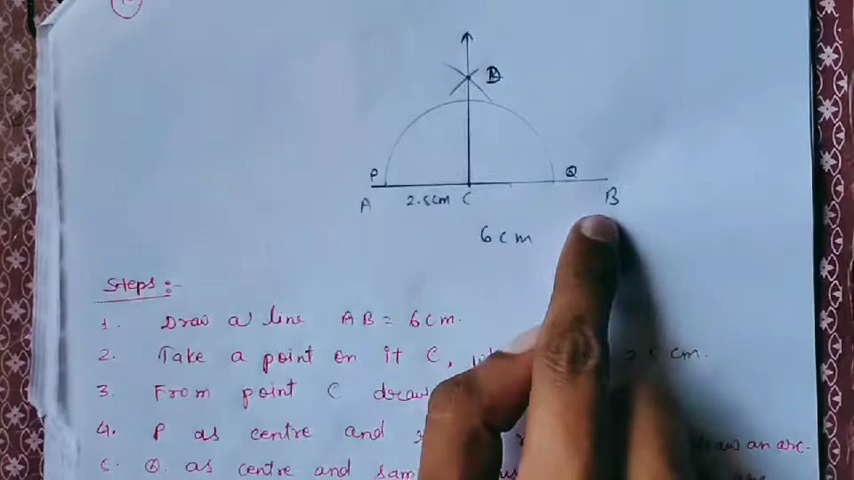 D
P
Q
A 2.5cm C B
6cm
Steps :-
1. Draw a line AB = 6cm.
2. Take a point on it C, cm.
3. From point C draw
4. P as centre and draw an arc.
Q as centre and same